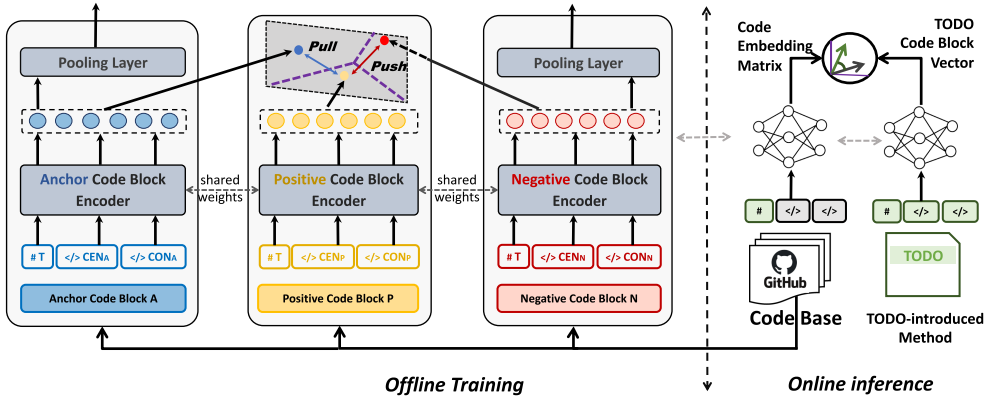 Pooling Layer
Anchor Code Block
Encoder
# T
</> CENA
</> CONA
Anchor Code Block A
shared
weights
Pull
Push
Positive Code Block
Encoder
# T
</> CENP
</> CONP
Positive Code Block P
shared
weights
Pooling Layer
Negative Code Block
Encoder
# T
</> CENN
</> CONN
Negative Code Block N
Offline Training
Code
Embedding
Matrix
TODO
Code Block
Vector
# </> </>
# </> </>
GitHub
Code Base
TODO
TODO-introduced
Method
Online inference